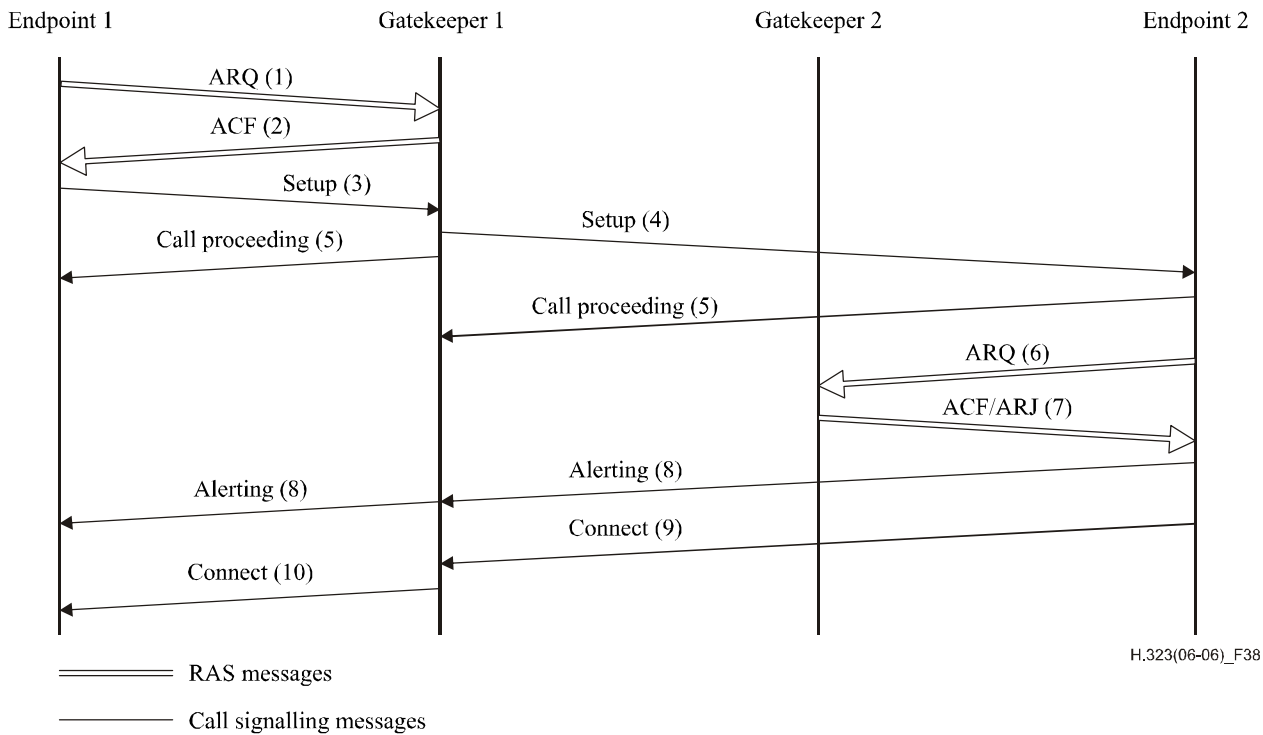 Endpoint 1
Gatekeeper 1
Gatekeeper 2
Endpoint 2
ARQ (1)
ACF (2)
Setup (3)
Setup (4)
Call proceeding (5)
Call proceeding (5)
ARQ (6)
ACF/ARJ (7)
Alerting (8)
Alerting (8)
Connect (9)
Connect (10)
H.323(06-06)_F38
RAS messages
Call signalling messages